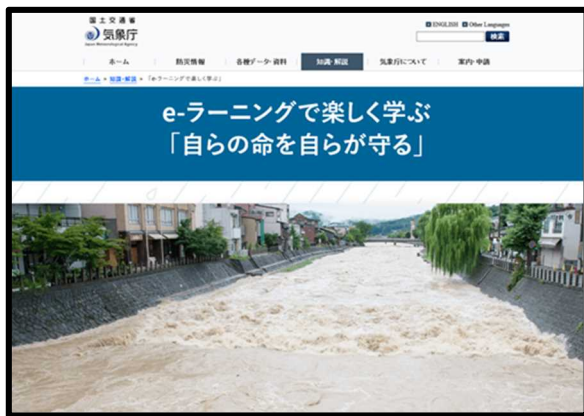 国土交通省
気象庁
Japan Meteorological Agency
ENGLISH Other Languages
検索
ホーム 防災情報 各種データ・資料 知識・解説 気象庁について 案内・申請
ホーム > 知識・解説 > 「e-ラーニングで楽しく学ぶ」
e-ラーニングで楽しく学ぶ
「自らの命を自らが守る」